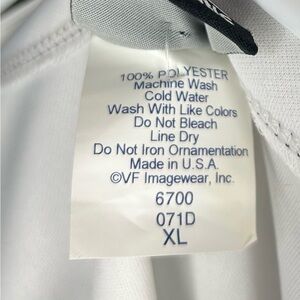 100% POLYESTER
Machine Wash
Cold Water
Wash With Like Colors
Do Not Bleach
Line Dry
Do Not Iron Ornamentation
Made in U.S.A.
©VF Imagewear, Inc.
6700
071D
XL